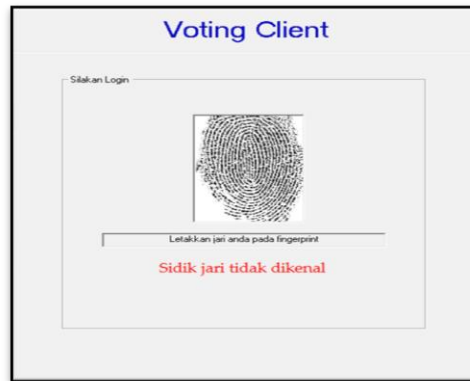 Voting Client
Silakan Login
Letakkan jari anda pada fingerprint
Sidik jari tidak dikenal